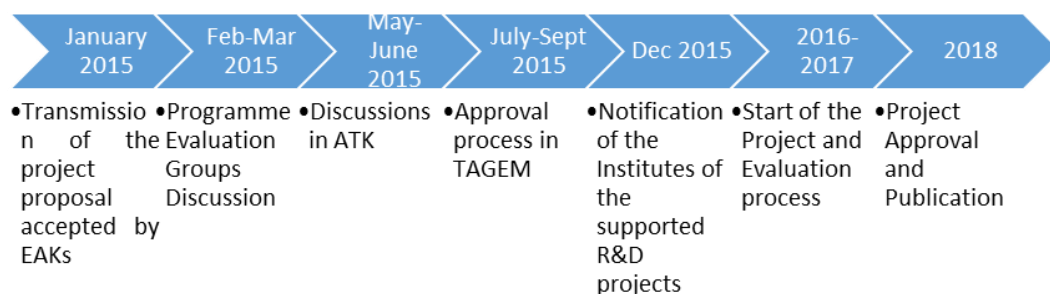 January
2015
Feb-Mar
2015
May-
June
2015
July-Sept
2015
Dec 2015
2016-
2017
2018
•Transmissio
n of the
project
proposal
accepted by
EAKs
•Programme
Evaluation
Groups
Discussion
•Discussions
in ATK
•Approval
process in
TAGEM
•Notification
of the
Institutes of
the
supported
R&D
projects
•Start of the
Project and
Evaluation
process
•Project
Approval
and
Publication